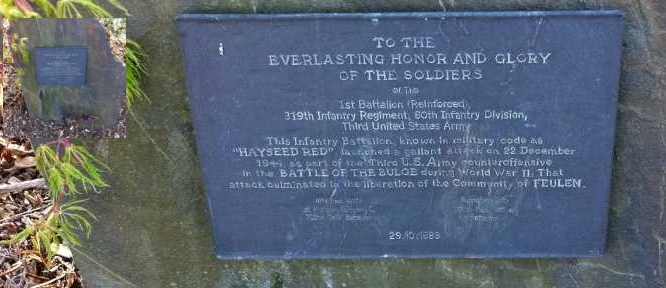 TO THE
EVERLASTING HONOR AND GLORY
OF THE SOLDIERS
OF THE
1st Battalion (Reinforced),
319th Infantry Regiment, 80th Infantry Division,
Third United States Army
This Infantry Battalion, known in military code as
"HAYSEED RED", launched a gallant attack on 22 December
1944, as part of the Third U.S. Army counteroffensive
in the BATTLE OF THE BULGE during World War II. That
attack culminated in the liberation of the Community of FEULEN.